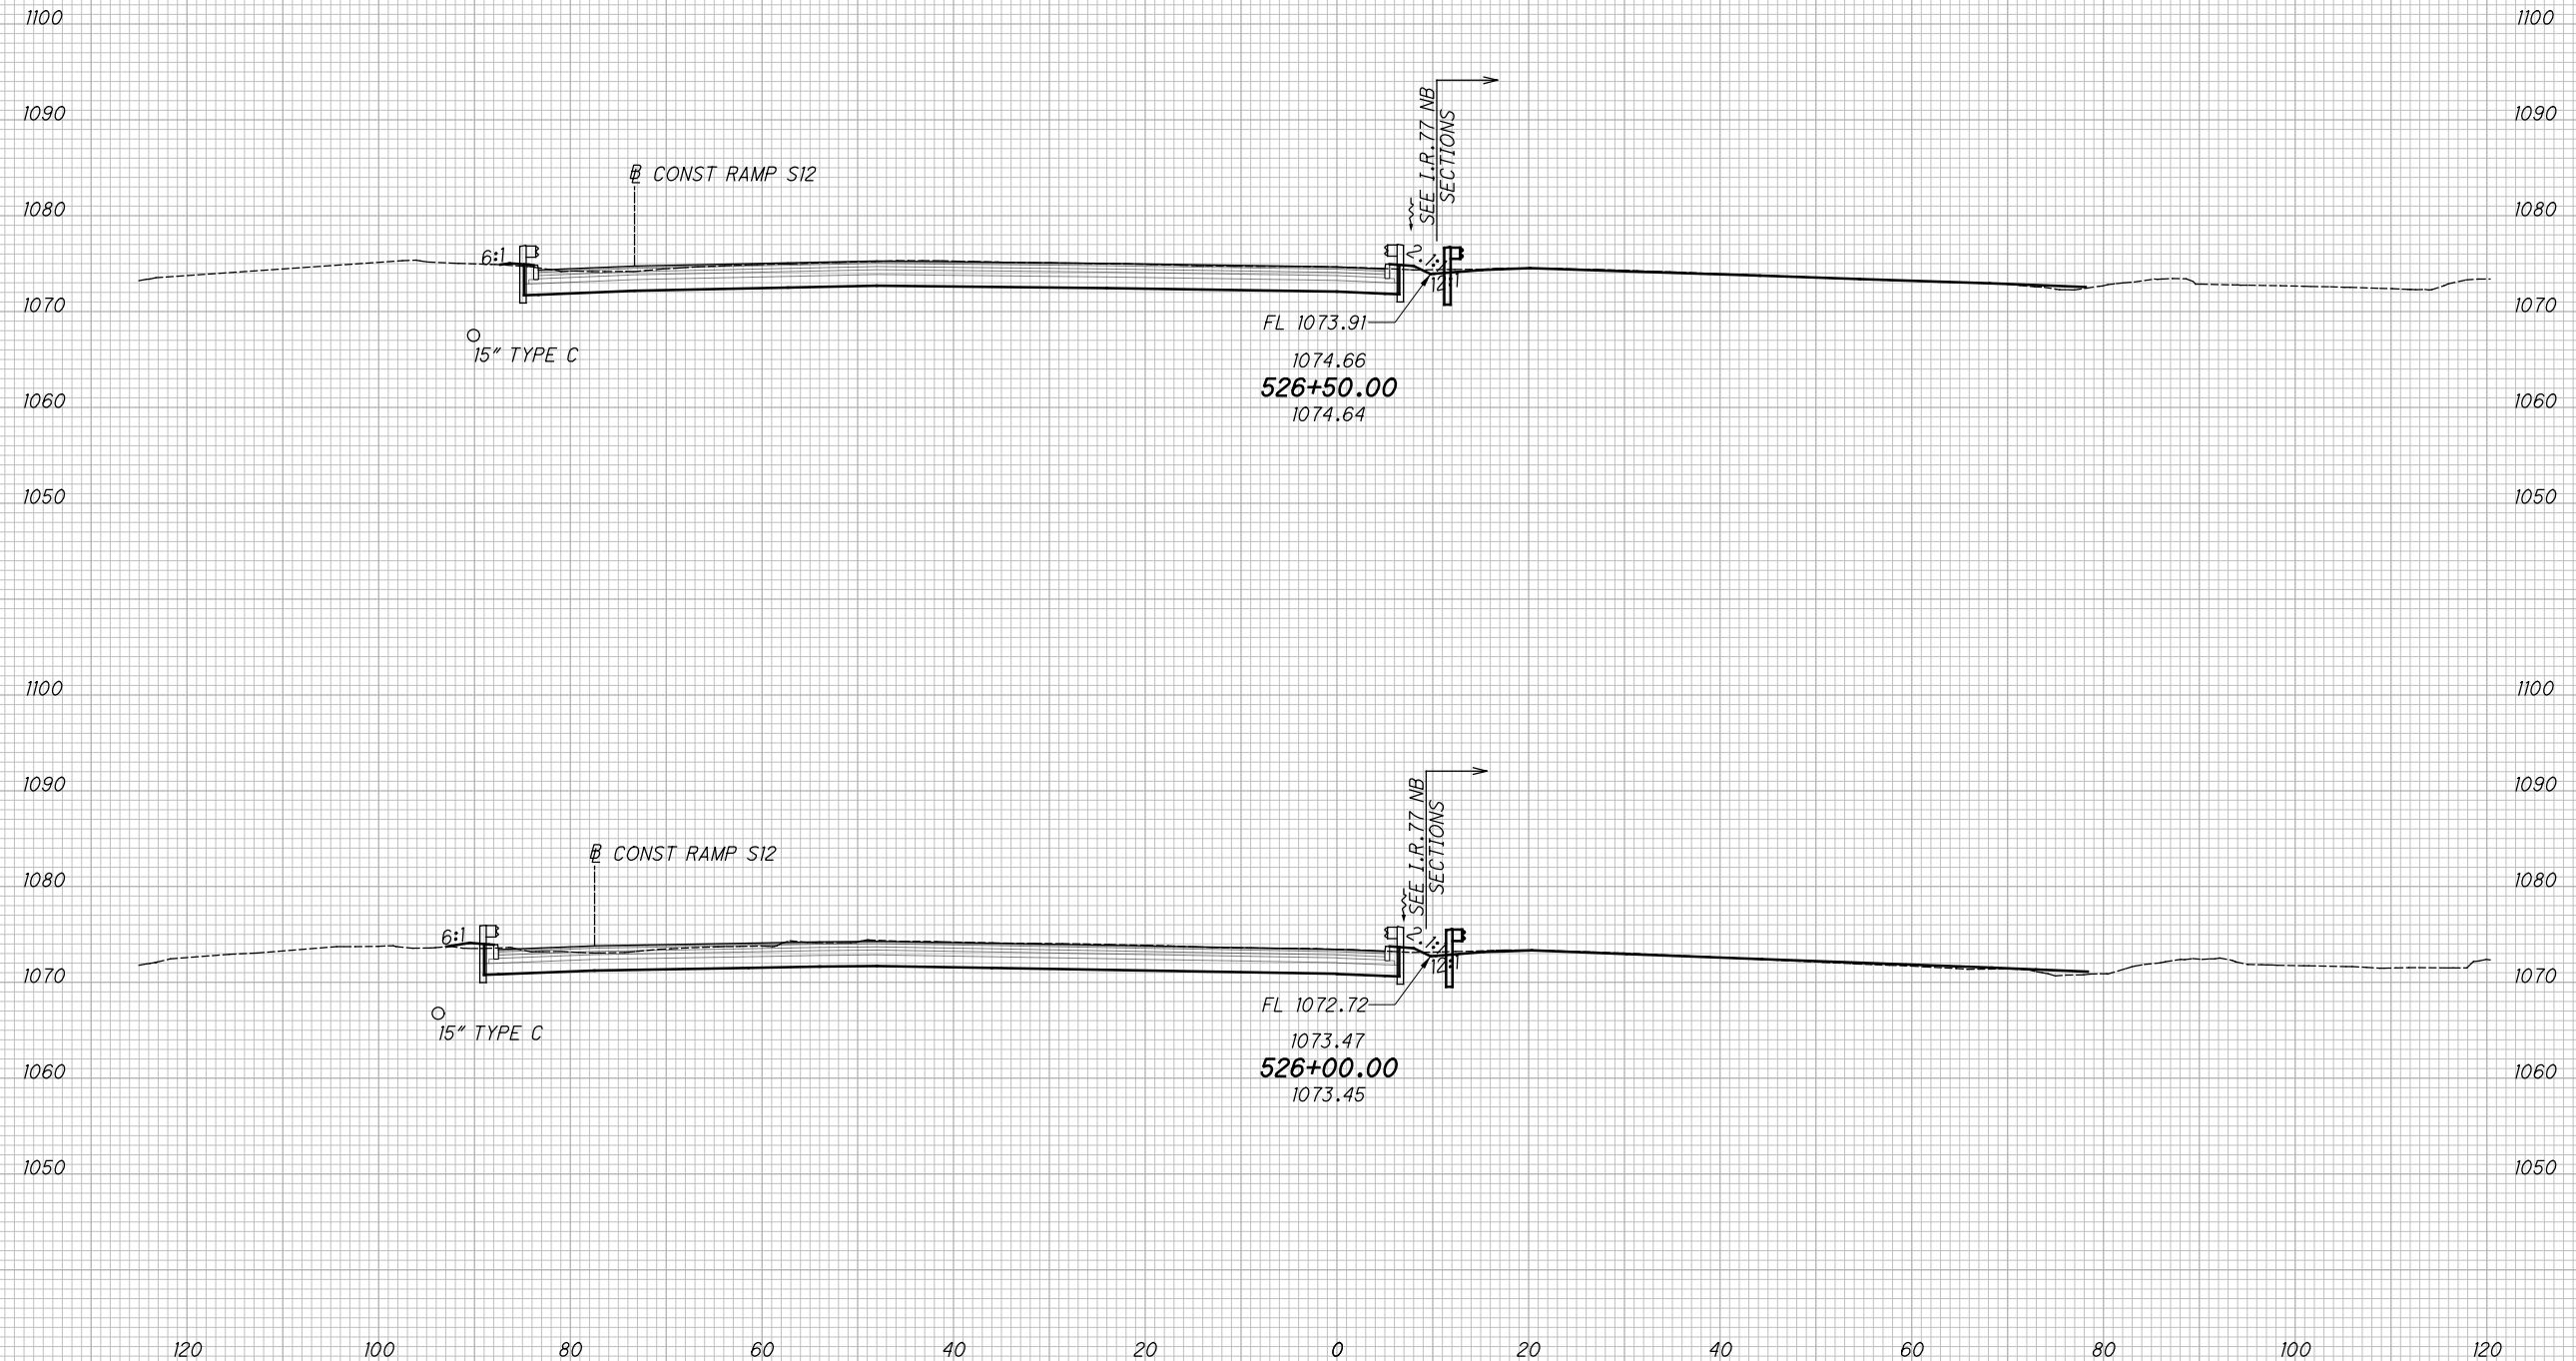 1100 1100
1090 1090
SEE I.R.77 NB
SECTIONS
CONST RAMP S12
1080 1080
6:1
2:1
12:1
1070 1070
FL 1073.91
15" TYPE C
1074.66
526+50.00
1074.64
1060 1060
1050 1050
1100 1100
1090 1090
SEE I.R.77 NB
SECTIONS
CONST RAMP S12
1080 1080
6:1
2:1
12:1
1070 1070
FL 1072.72
15" TYPE C
1073.47
526+00.00
1073.45
1060 1060
1050 1050
120 100 80 60 40 20 0 20 40 60 80 100 120